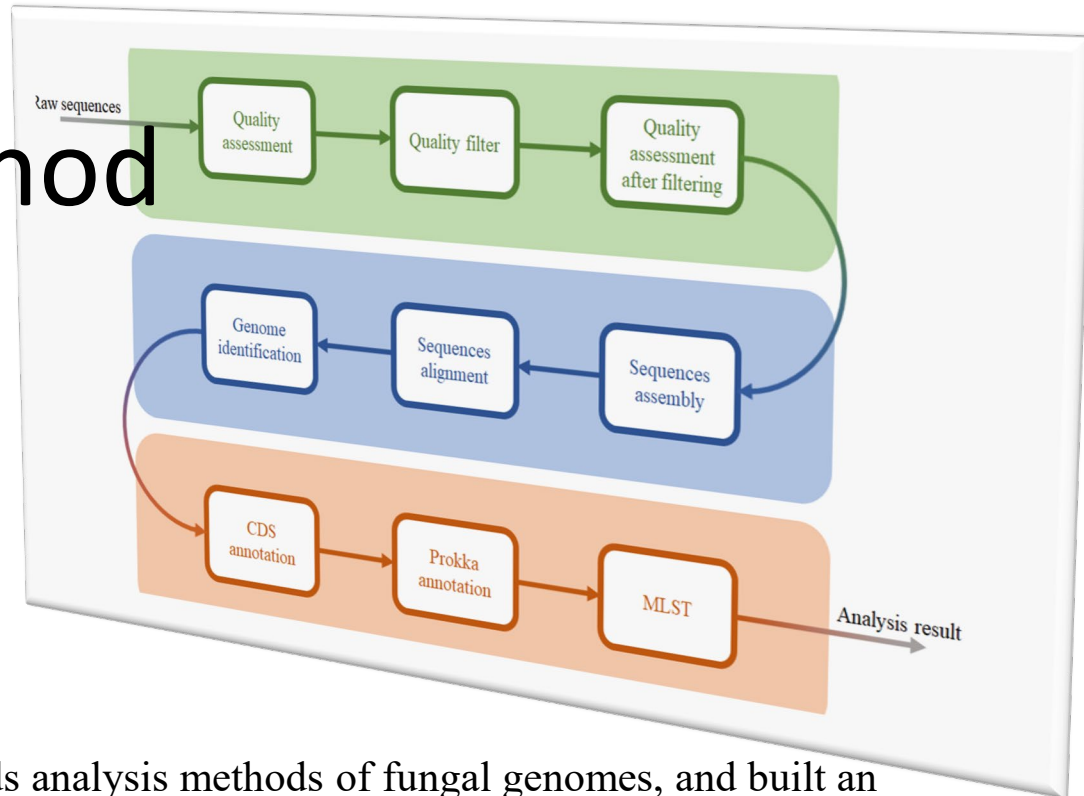 Raw sequences
Quality
assessment
Quality filter
Quality
assessment
after filtering
Genome
identification
Sequences
alignment
Sequences
assembly
CDS
annotation
Prokka
annotation
MLST
Analysis result
analysis methods of fungal genomes, and built an